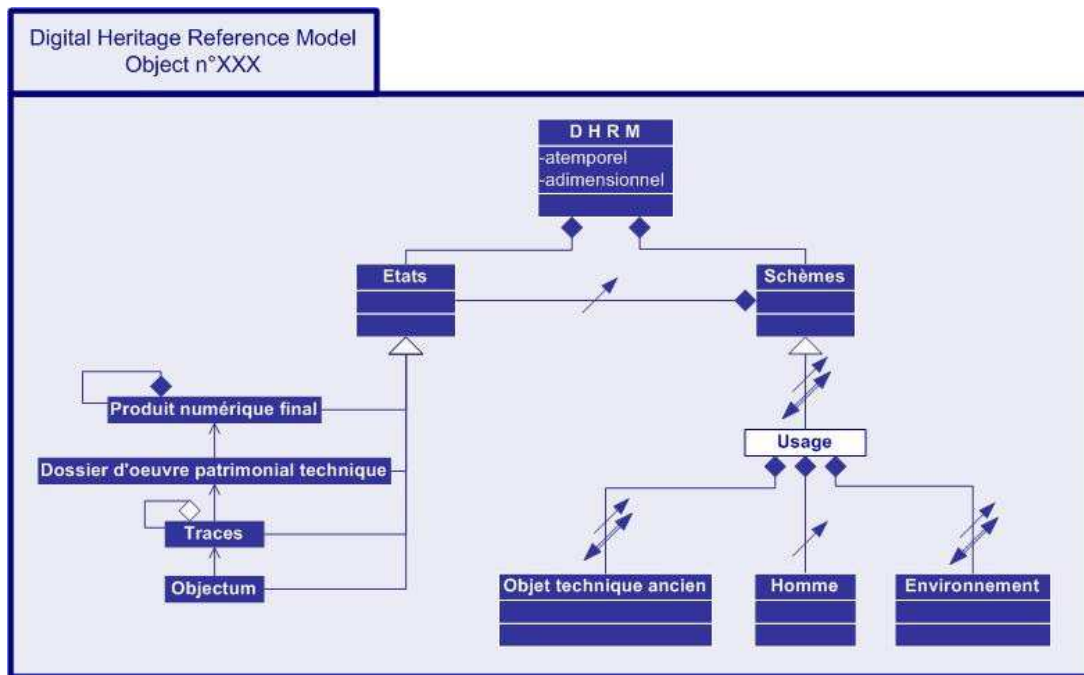 Digital Heritage Reference Model
Object n°XXX
D H R M
-atemporel
-adimensionnel
Etats
Schèmes
Produit numérique final
Usage
Dossier d'oeuvre patrimonial technique
Traces
Objectum
Objet technique ancien
Homme
Environnement